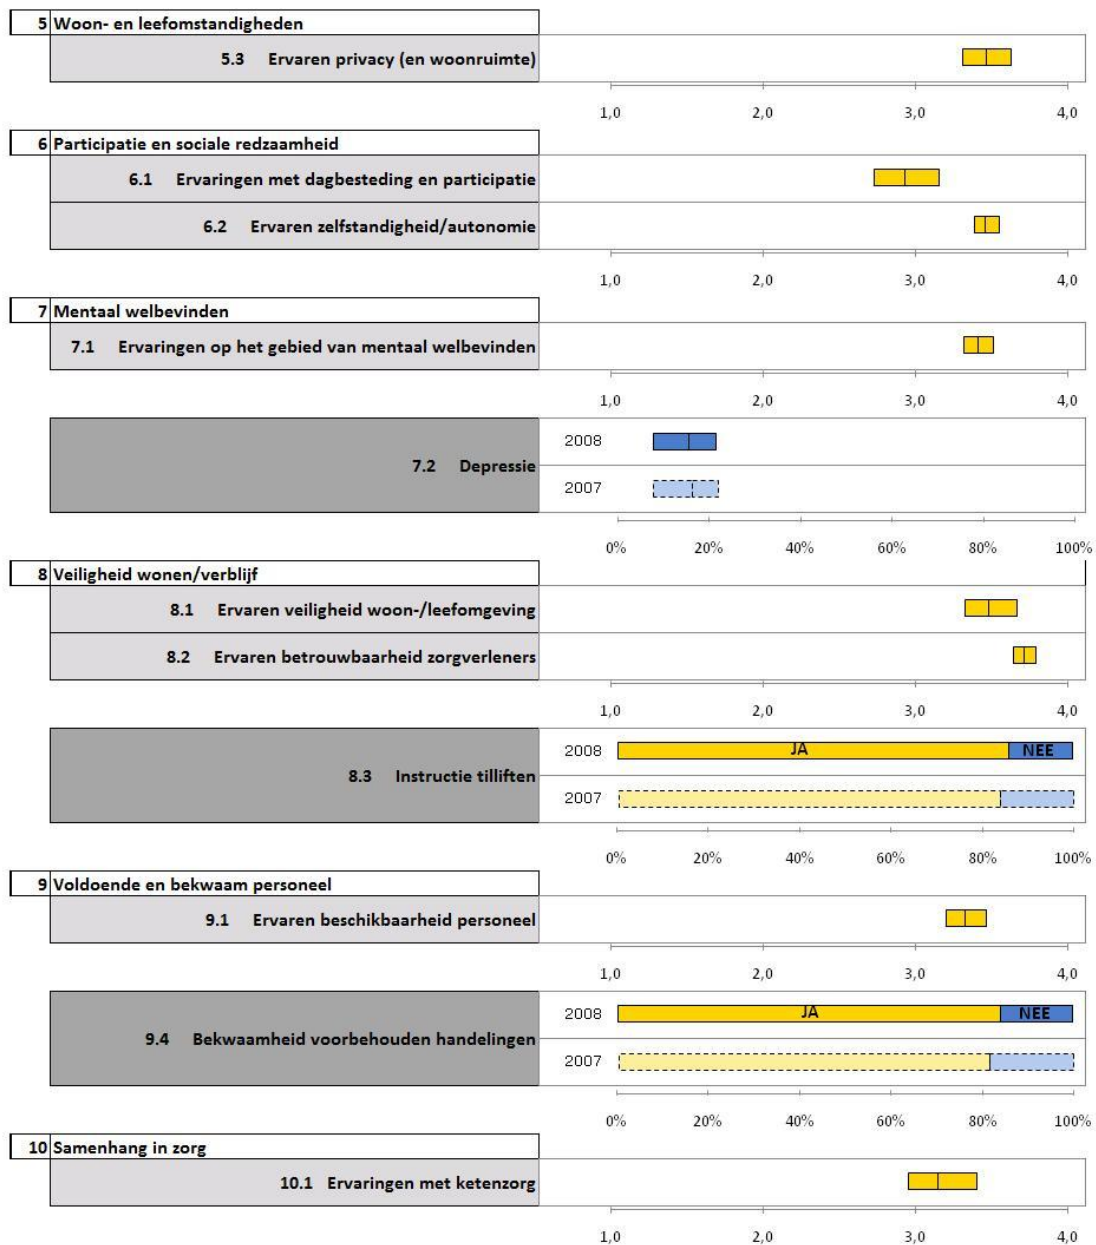 5 Woon- en leefomstandigheden
5.3 Ervaren privacy (en woonruimte)
1,0 2,0 3,0 4,0
6 Participatie en sociale redzaamheid
6.1 Ervaringen met dagbesteding en participatie
6.2 Ervaren zelfstandigheid/autonomie
1,0 2,0 3,0 4,0
7 Mentaal welbevinden
7.1 Ervaringen op het gebied van mentaal welbevinden
1,0 2,0 3,0 4,0
2008
7.2 Depressie
2007
0% 20% 40% 60% 80% 100%
8 Veiligheid wonen/verblijf
8.1 Ervaren veiligheid woon-/leefomgeving
8.2 Ervaren betrouwbaarheid zorgverleners
1,0 2,0 3,0 4,0
2008 JA NEE
8.3 Instructie tilliften
2007
0% 20% 40% 60% 80% 100%
9 Voldoende en bekwaam personeel
9.1 Ervaren beschikbaarheid personeel
1,0 2,0 3,0 4,0
2008 JA NEE
9.4 Bekwaamheid voorbehouden handelingen
2007
0% 20% 40% 60% 80% 100%
10 Samenhang in zorg
10.1 Ervaringen met ketenzorg
1,0 2,0 3,0 4,0